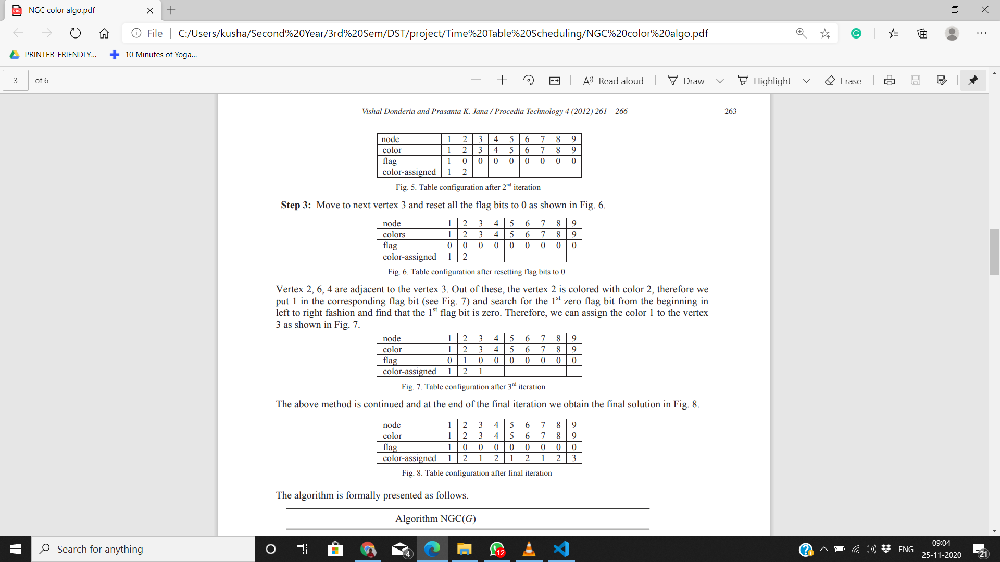 NGC color algo.pdf
File
C:/Users/kusha/Second%20Year/3rd%20Sem/DST/project/Time%20Table%20Scheduling/NGC%20color%20algo.pdf
PRINTER-FRIENDLY...
10 Minutes of Yoga...
3 of 6
Read aloud
Draw
Highlight
Erase
Vishal Donderia and Prasanta K. Jana / Procedia Technology 4 (2012) 261 – 266
263
node 1 2 3 4 5 6 7 8 9
color 1 2 3 4 5 6 7 8 9
flag 1 0 0 0 0 0 0 0 0
color-assigned 1 2
Fig. 5. Table configuration after 2nd iteration
Step 3: Move to next vertex 3 and reset all the flag bits to 0 as shown in Fig. 6.
node 1 2 3 4 5 6 7 8 9
colors 1 2 3 4 5 6 7 8 9
flag 0 0 0 0 0 0 0 0 0
color-assigned 1 2
Fig. 6. Table configuration after resetting flag bits to 0
Vertex 2, 6, 4 are adjacent to the vertex 3. Out of these, the vertex 2 is colored with color 2, therefore we
put 1 in the corresponding flag bit (see Fig. 7) and search for the 1st zero flag bit from the beginning in
left to right fashion and find that the 1st flag bit is zero. Therefore, we can assign the color 1 to the vertex
3 as shown in Fig. 7.
node 1 2 3 4 5 6 7 8 9
color 1 2 3 4 5 6 7 8 9
flag 0 1 0 0 0 0 0 0 0
color-assigned 1 2 1
Fig. 7. Table configuration after 3rd iteration
The above method is continued and at the end of the final iteration we obtain the final solution in Fig. 8.
node 1 2 3 4 5 6 7 8 9
color 1 2 3 4 5 6 7 8 9
flag 1 0 0 0 0 0 0 0 0
color-assigned 1 2 1 2 1 2 1 2 3
Fig. 8. Table configuration after final iteration
The algorithm is formally presented as follows.
Algorithm NGC(G)
Search for anything
4
12
ENG
09:04
25-11-2020
21